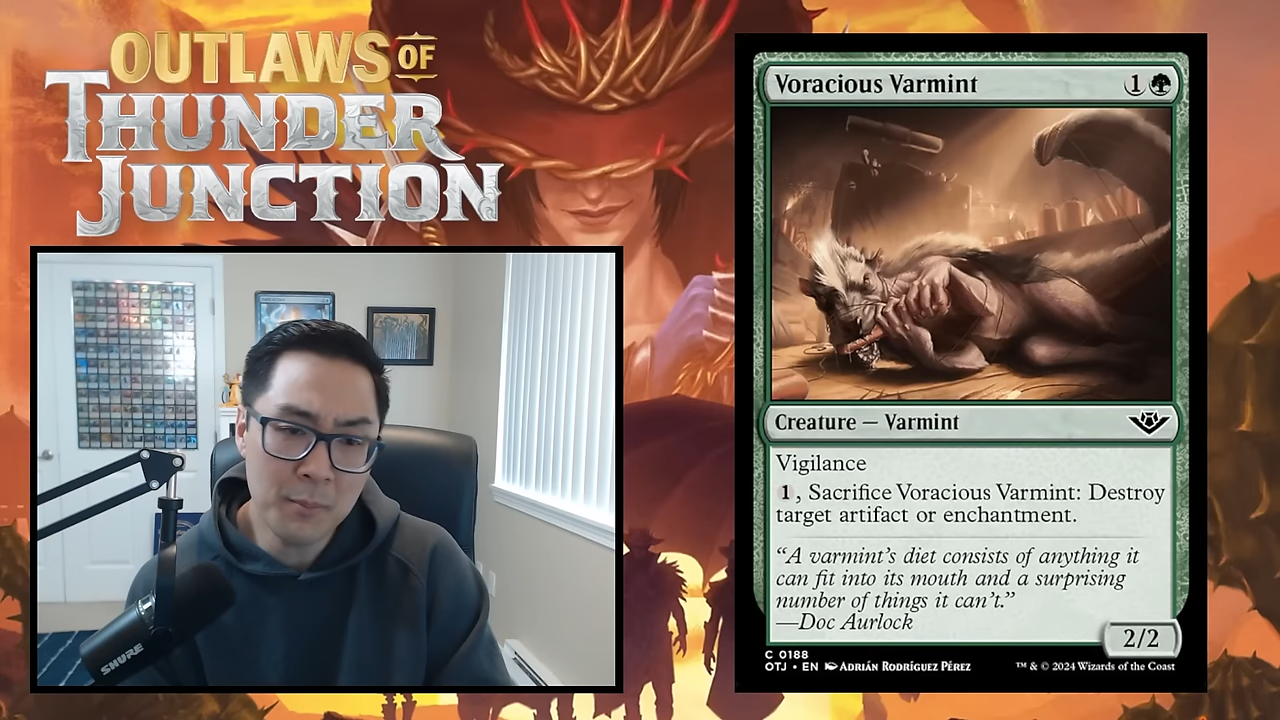 OUTLAWS OF
THUNDER
JUNCTION
SHURE
Voracious Varmint 1
Creature — Varmint
Vigilance
1, Sacrifice Voracious Varmint: Destroy
target artifact or enchantment.
“A varmint’s diet consists of anything it
can fit into its mouth and a surprising
number of things it can’t.”
—Doc Aurlock
2/2
C 0188
OTJ • EN ADRIÁN RODRÍGUEZ PÉREZ ™ & © 2024 Wizards of the Coast